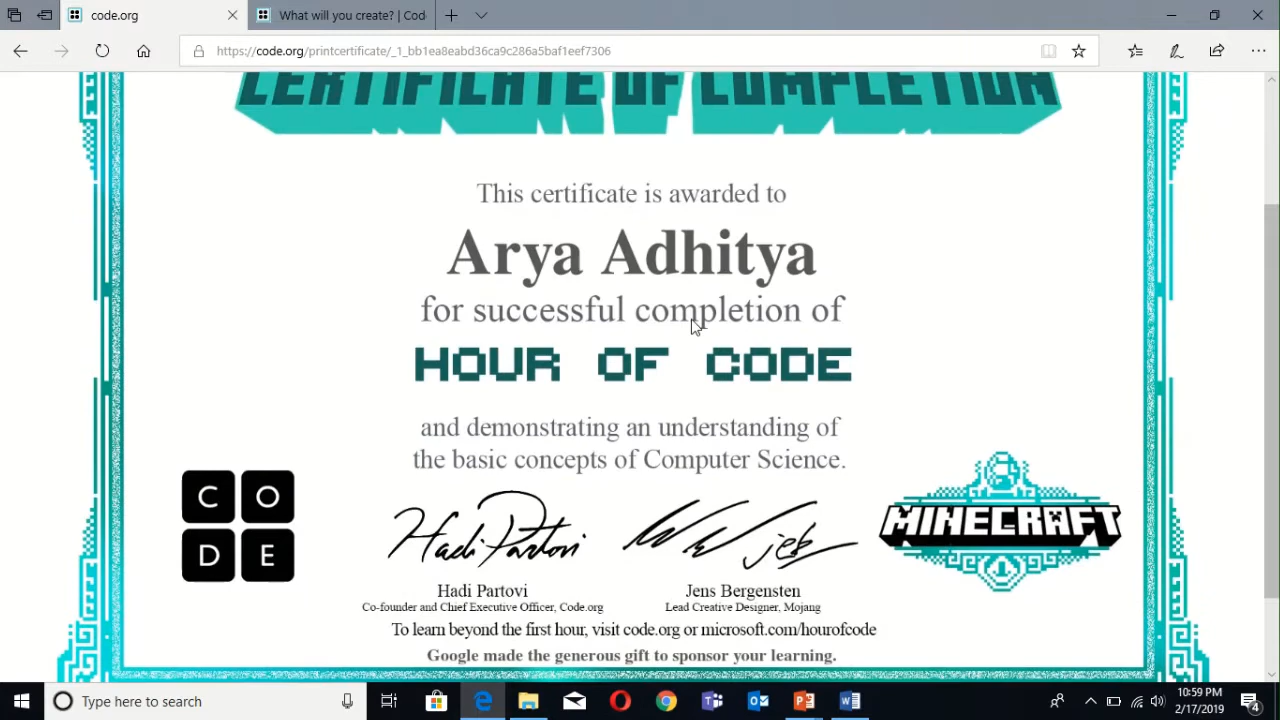 code.org
What will you create? | Cod
https://code.org/printcertificate/_1_bb1ea8eabd36ca9c286a5baf1eef7306
CERTIFICATE OF COMPLETION
This certificate is awarded to
Arya Adhitya
for successful completion of
HOUR OF CODE
and demonstrating an understanding of
the basic concepts of Computer Science.
C O
D E
Hadi Partovi
jeb
MINECRAFT
Hadi Partovi
Jens Bergensten
Co-founder and Chief Executive Officer, Code.org
Lead Creative Designer, Mojang
To learn beyond the first hour, visit code.org or microsoft.com/hourofcode
Google made the generous gift to sponsor your learning.
Type here to search
10:59 PM
2/17/2019
4